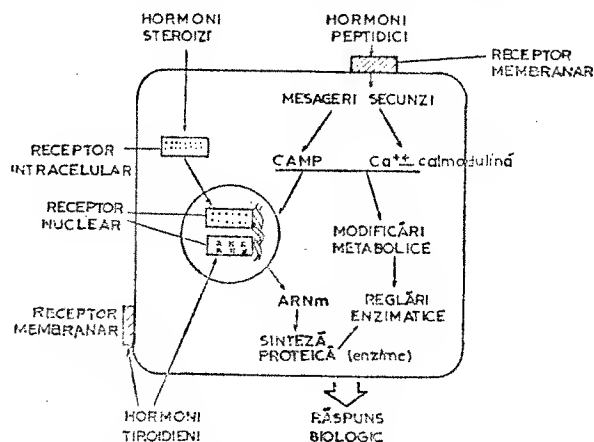 HORMONI
STEROIZI
HORMONI
PEPTIDICI
RECEPTOR
MEMBRANAR
MESAGERI SECUNZI
RECEPTOR
INTRACELULAR
CAMP
Ca++ calmodulină
RECEPTOR
NUCLEAR
MODIFICĂRI
METABOLICE
RECEPTOR
MEMBRANAR
ARNm
REGLĂRI
ENZIMATICE
SINTEZĂ
PROTEICĂ (enzime)
HORMONI
TIROIDIENI
RĂSPUNS
BIOLOGIC